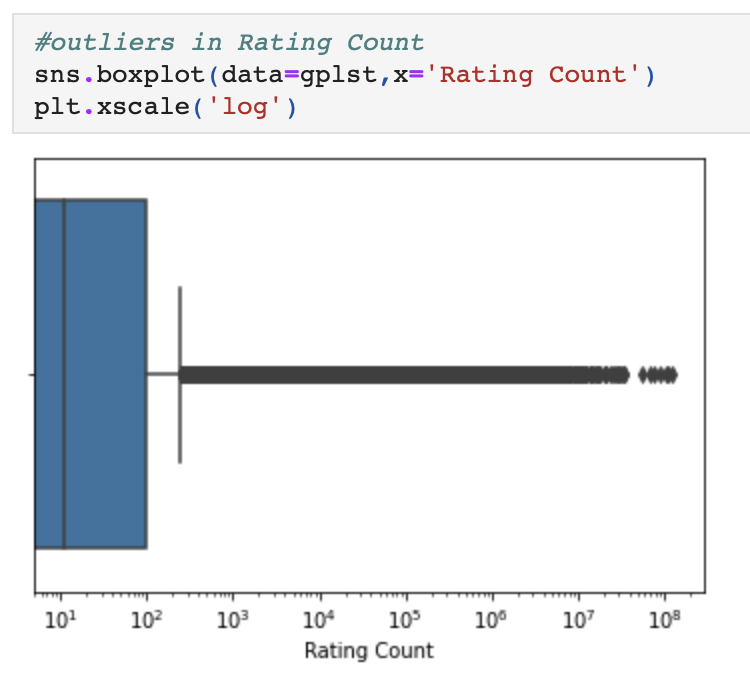 #outliers in Rating Count
sns.boxplot(data=gplst,x='Rating Count')
plt.xscale('log')
10¹ 10² 10³ 10⁴ 10⁵ 10⁶ 10⁷ 10⁸
Rating Count